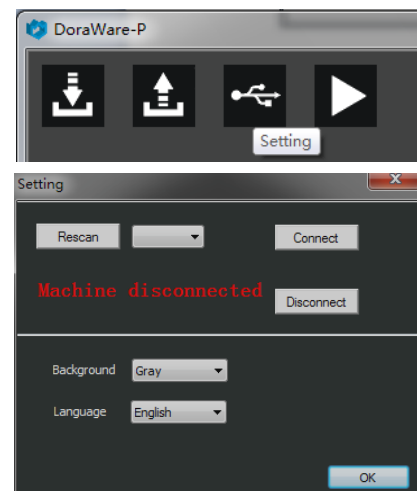 DoraWare-P
Setting
Setting
Rescan
Connect
Machine disconnected
Disconnect
Background
Gray
Language
English
OK